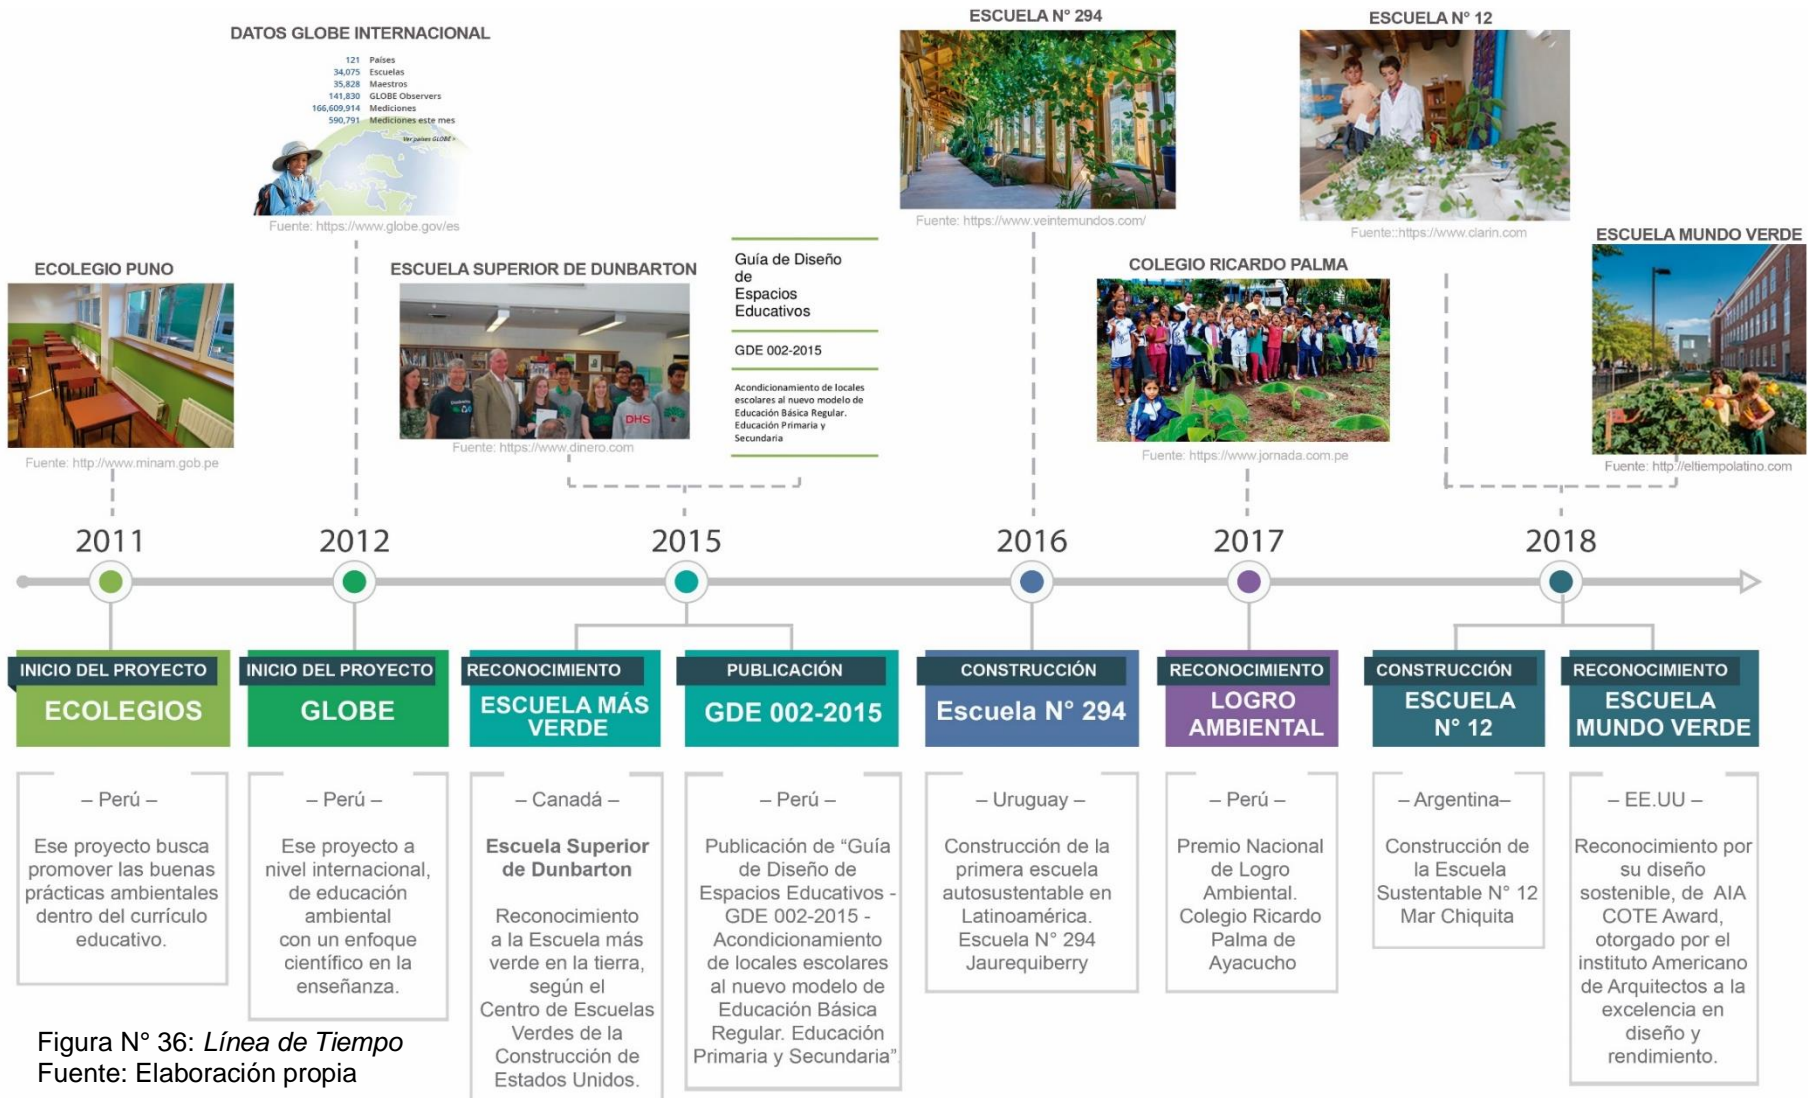 DATOS GLOBE INTERNACIONAL
121 Países
34,075 Escuelas
35,828 Maestros
141,830 GLOBE Observers
166,609,914 Mediciones
590,791 Mediciones este mes
Ver países GLOBE >
Fuente: https://www.globe.gov/es
ESCUELA N° 294
Fuente: https://www.veintemundos.com/
ESCUELA N° 12
Fuente::https://www.clarin.com
ECOLEGIO PUNO
Fuente: http://www.minam.gob.pe
ESCUELA SUPERIOR DE DUNBARTON
DHS
Fuente: https://www.dinero.com
Guía de Diseño
de
Espacios
Educativos
GDE 002-2015
Acondicionamiento de locales
escolares al nuevo modelo de
Educación Básica Regular.
Educación Primaria y
Secundaria
COLEGIO RICARDO PALMA
Fuente: https://www.jornada.com.pe
ESCUELA MUNDO VERDE
Fuente: http://eltiempolatino.com
2011
2012
2015
2016
2017
2018
INICIO DEL PROYECTO
ECOLEGIOS
– Perú –
Ese proyecto busca
promover las buenas
prácticas ambientales
dentro del currículo
educativo.
INICIO DEL PROYECTO
GLOBE
– Perú –
Ese proyecto a
nivel internacional,
de educación
ambiental
con un enfoque
científico en la
enseñanza.
RECONOCIMIENTO
ESCUELA MÁS
VERDE
– Canadá –
Escuela Superior
de Dunbarton
Reconocimiento
a la Escuela más
verde en la tierra,
según el
Centro de Escuelas
Verdes de la
Construcción de
Estados Unidos.
PUBLICACIÓN
GDE 002-2015
– Perú –
Publicación de “Guía
de Diseño de
Espacios Educativos -
GDE 002-2015 -
Acondicionamiento
de locales escolares
al nuevo modelo de
Educación Básica
Regular. Educación
Primaria y Secundaria”.
CONSTRUCCIÓN
Escuela N° 294
– Uruguay –
Construcción de la
primera escuela
autosustentable en
Latinoamérica.
Escuela N° 294
Jaurequiberry
RECONOCIMIENTO
LOGRO
AMBIENTAL
– Perú –
Premio Nacional
de Logro
Ambiental.
Colegio Ricardo
Palma de
Ayacucho
CONSTRUCCIÓN
ESCUELA
N° 12
– Argentina–
Construcción de
la Escuela
Sustentable N° 12
Mar Chiquita
RECONOCIMIENTO
ESCUELA
MUNDO VERDE
– EE.UU –
Reconocimiento por
su diseño
sostenible, de AIA
COTE Award,
otorgado por el
instituto Americano
de Arquitectos a la
excelencia en
diseño y
rendimiento.
Figura N° 36: Línea de Tiempo
Fuente: Elaboración propia